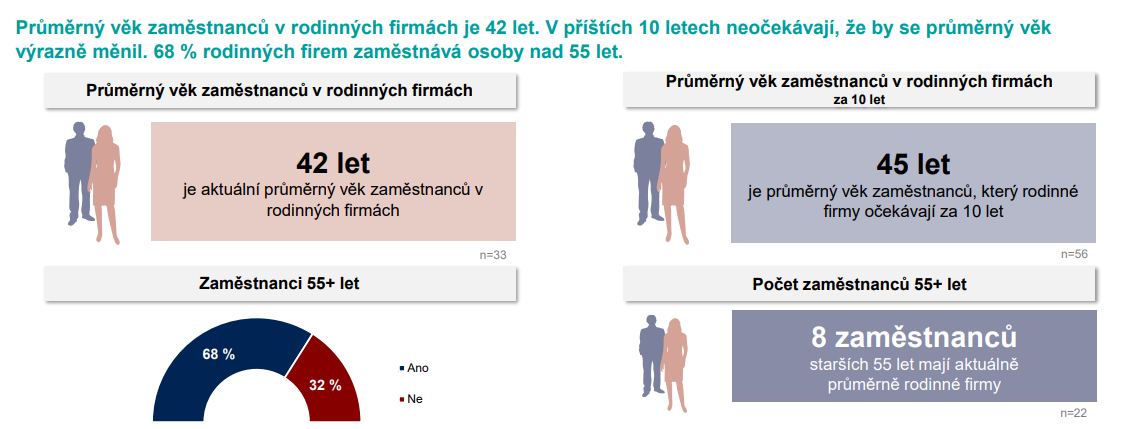 Průměrný věk zaměstnanců v rodinných firmách je 42 let. V příštích 10 letech neočekávají, že by se průměrný věk
výrazně měnil. 68 % rodinných firem zaměstnává osoby nad 55 let.
Průměrný věk zaměstnanců v rodinných firmách
42 let
je aktuální průměrný věk zaměstnanců v
rodinných firmách
n=33
Průměrný věk zaměstnanců v rodinných firmách
za 10 let
45 let
je průměrný věk zaměstnanců, který rodinné
firmy očekávají za 10 let
n=56
Zaměstnanci 55+ let
68 %
32 %
Ano
Ne
Počet zaměstnanců 55+ let
8 zaměstnanců
starších 55 let mají aktuálně
průměrně rodinné firmy
n=22